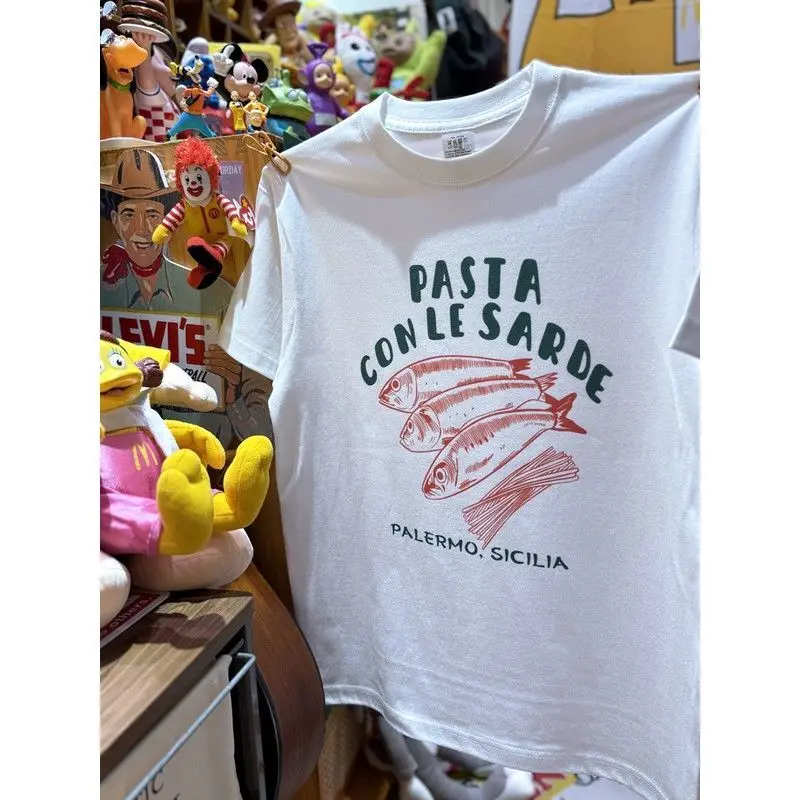 PASTA
CON LE SARDE
PALERMO, SICILIA
LEVI'S